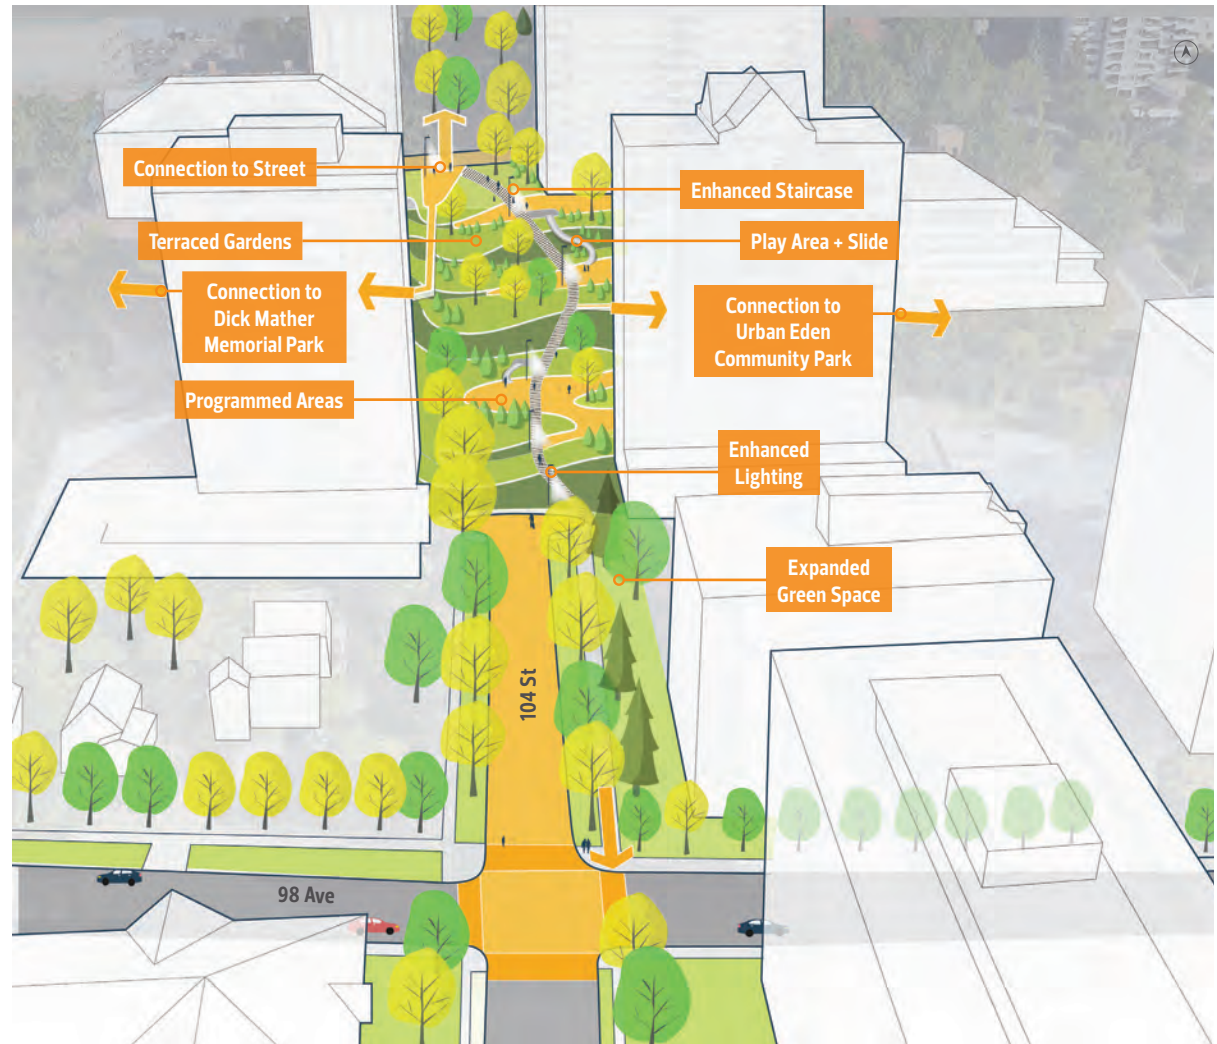 Connection to Street
Enhanced Staircase
Terraced Gardens
Play Area + Slide
Connection to
Dick Mather
Memorial Park
Connection to
Urban Eden
Community Park
Programmed Areas
Enhanced
Lighting
Expanded
Green Space
104 St
98 Ave